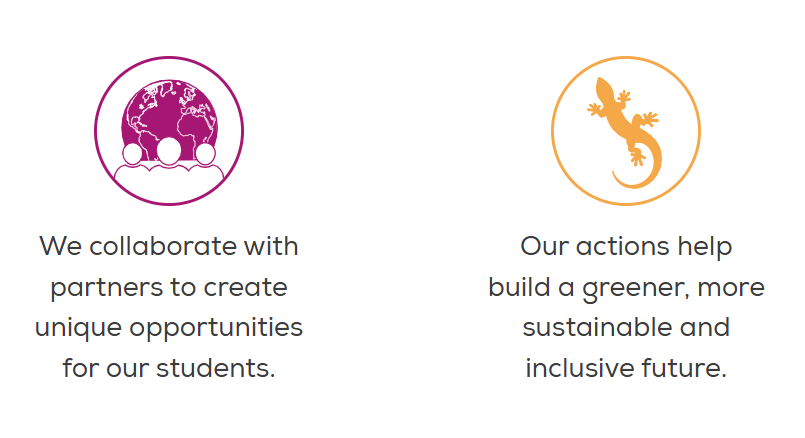 We collaborate with
partners to create
unique opportunities
for our students.
Our actions help
build a greener, more
sustainable and
inclusive future.